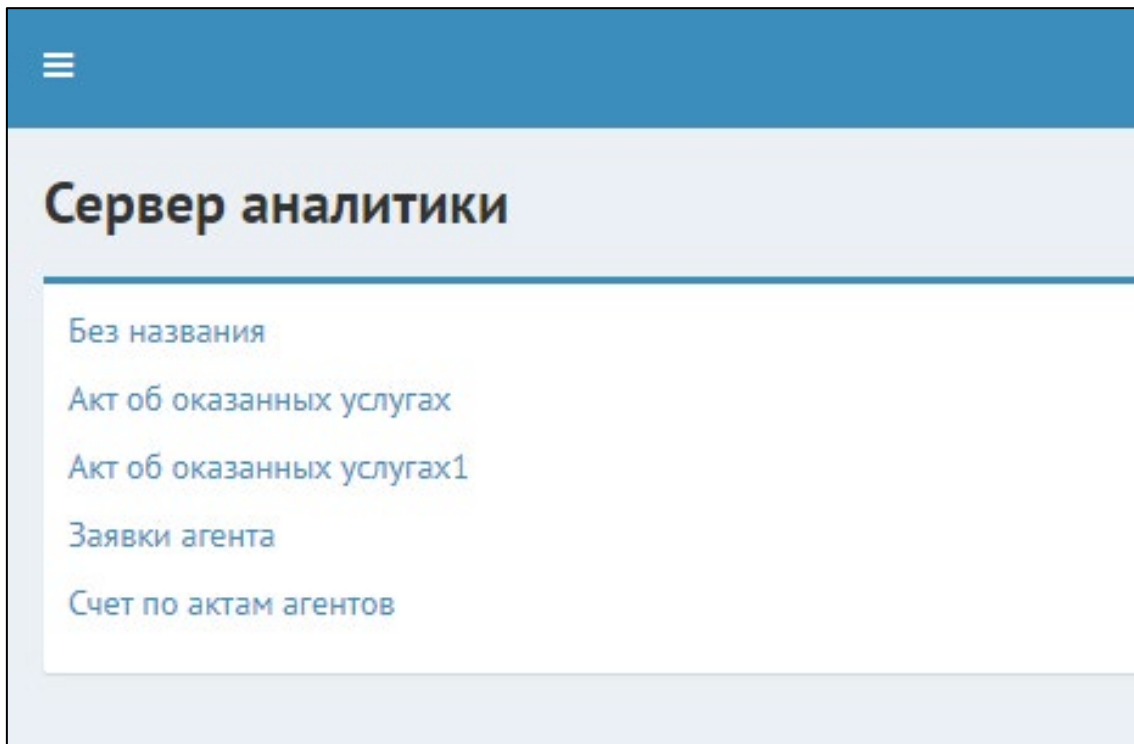 Сервер аналитики
Без названия
Акт об оказанных услугах
Акт об оказанных услугах1
Заявки агента
Счет по актам агентов